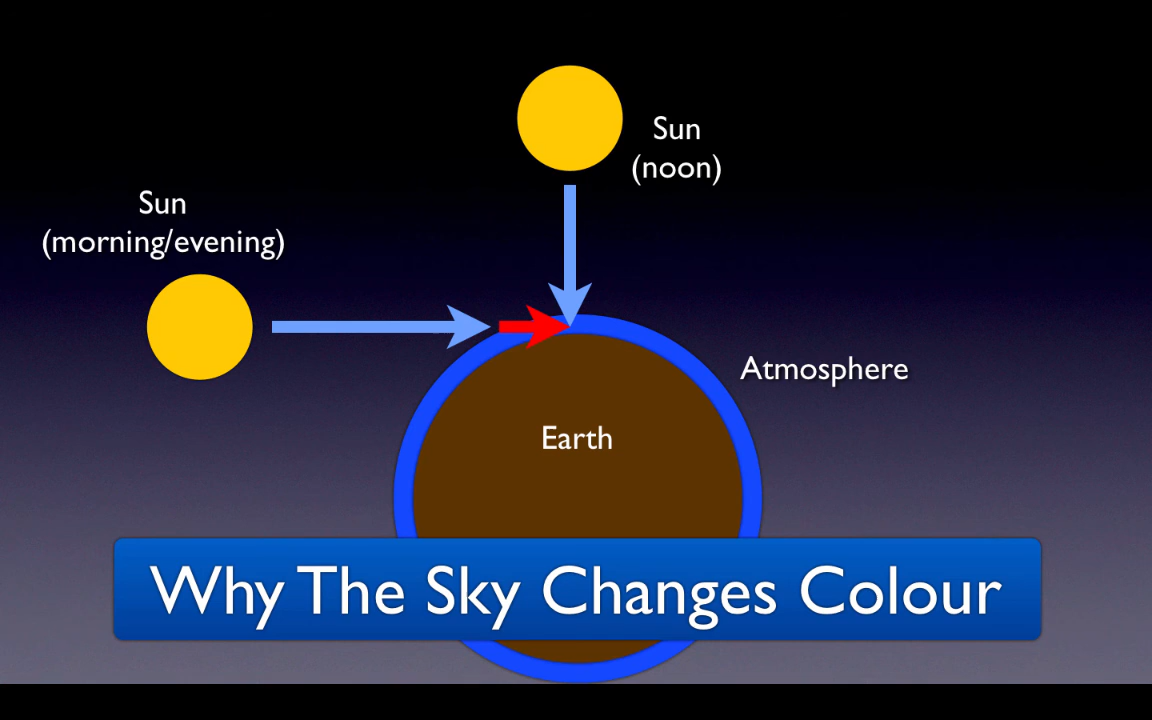 Sun
(noon)
Sun
(morning/evening)
Atmosphere
Earth
Why The Sky Changes Colour